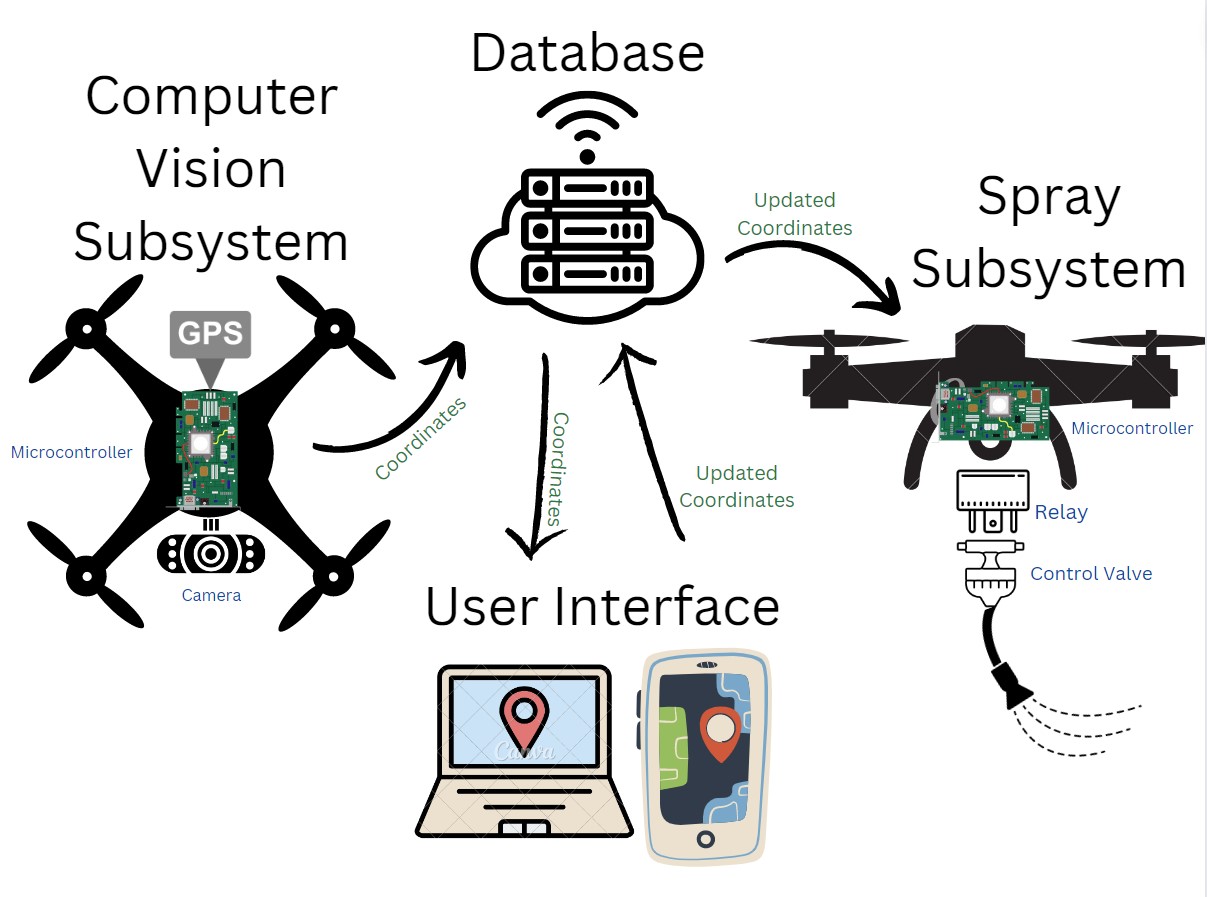 Database
Computer
Vision
Subsystem
Updated
Coordinates
Spray
Subsystem
GPS
Microcontroller
Coordinates
Coordinates
Updated
Coordinates
Microcontroller
Relay
Control Valve
Camera
User Interface
Canva